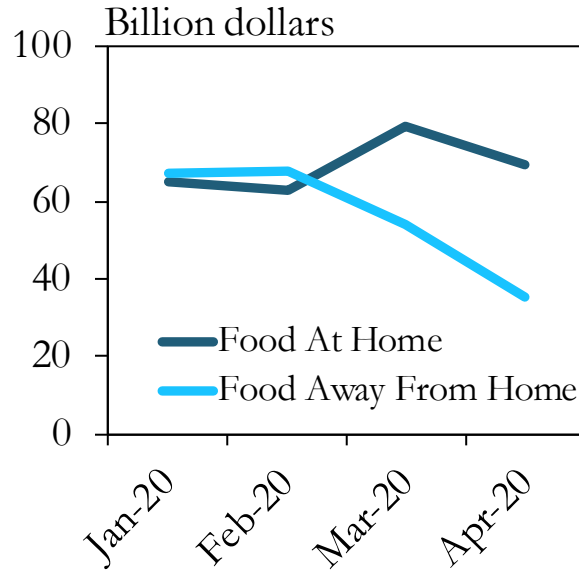 Billion dollars
100
80
60
40
20
0
Food At Home
Food Away From Home
Jan-20
Feb-20
Mar-20
Apr-20